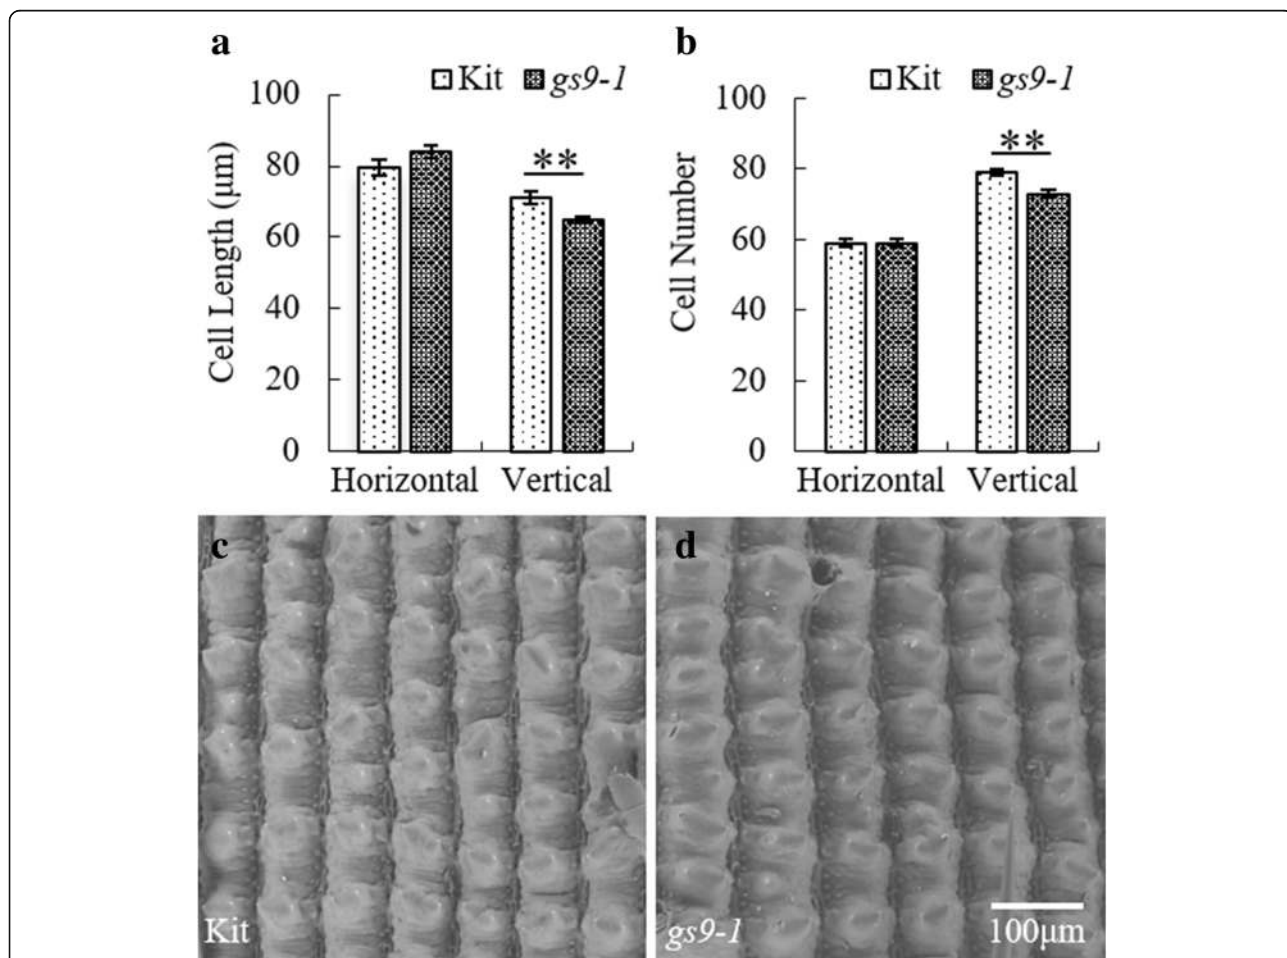 a
Kit gs9-1
Cell Length (μm)
100
80
60
40
20
0
**
Horizontal Vertical
b
Kit gs9-1
Cell Number
100
80
60
40
20
0
**
Horizontal Vertical
c
Kit
d
gs9-1
100μm